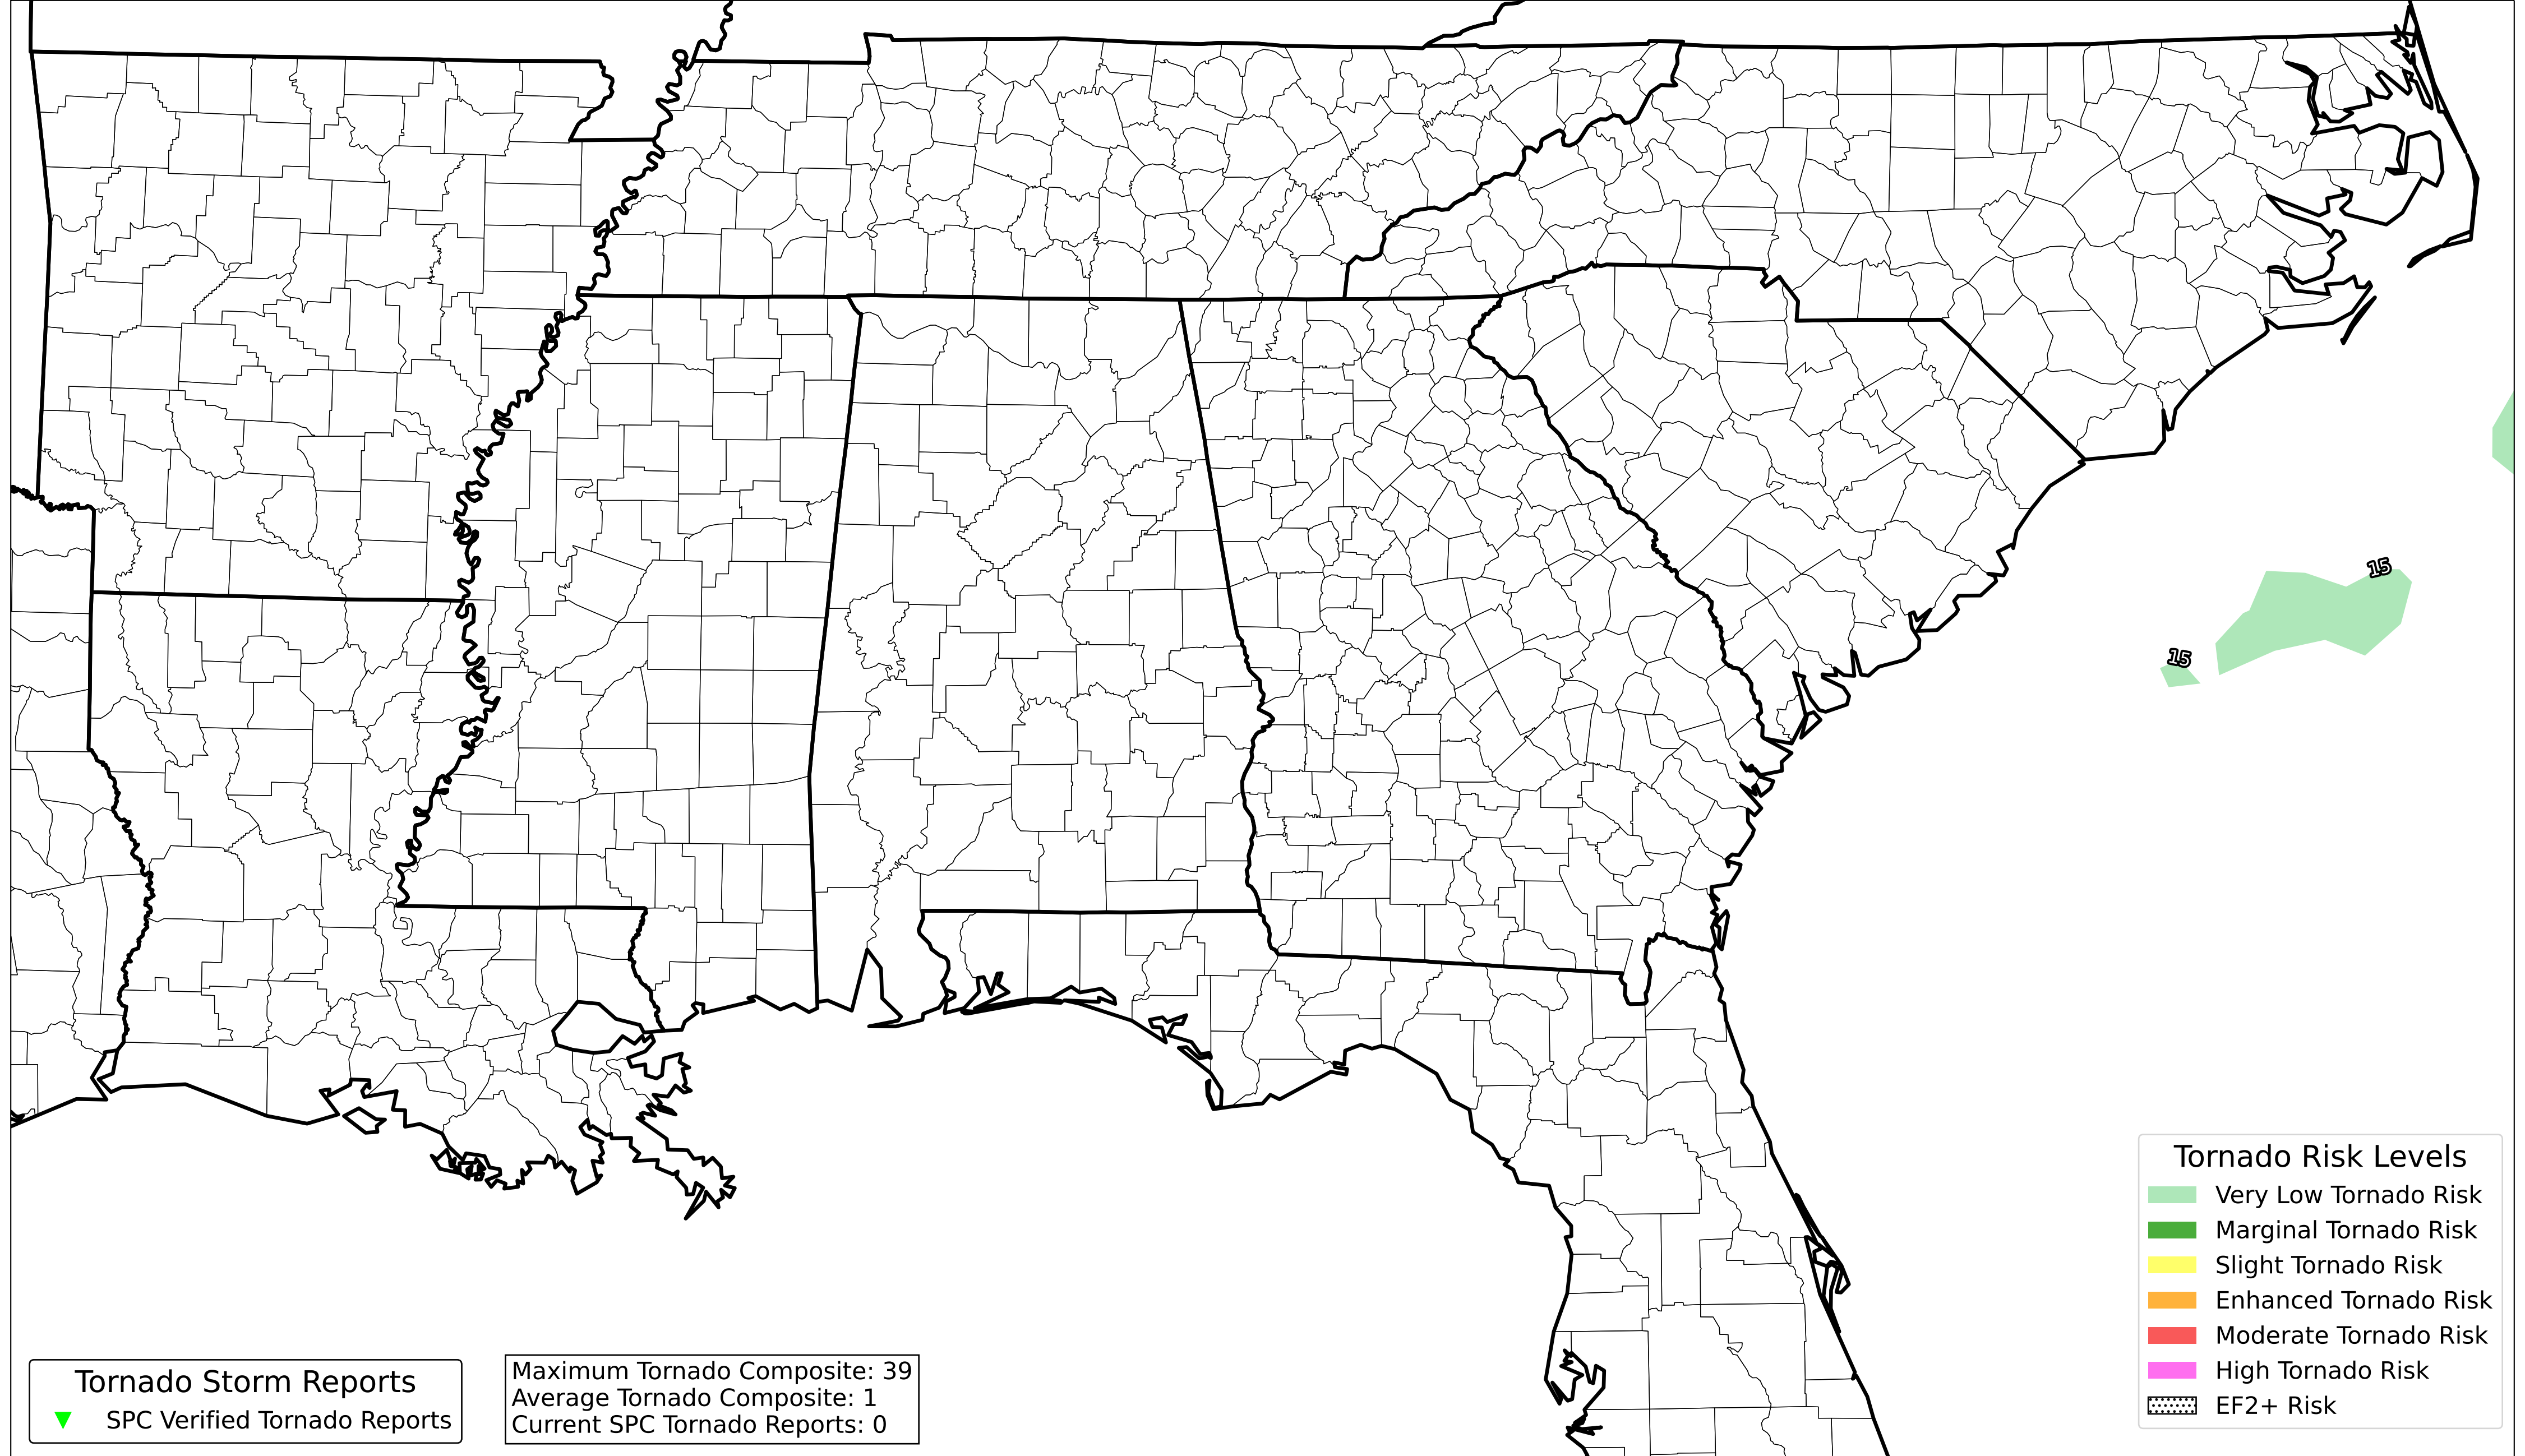 15
15
Tornado Risk Levels
Very Low Tornado Risk
Marginal Tornado Risk
Slight Tornado Risk
Enhanced Tornado Risk
Moderate Tornado Risk
High Tornado Risk
EF2+ Risk
Tornado Storm Reports
SPC Verified Tornado Reports
Maximum Tornado Composite: 39
Average Tornado Composite: 1
Current SPC Tornado Reports: 0